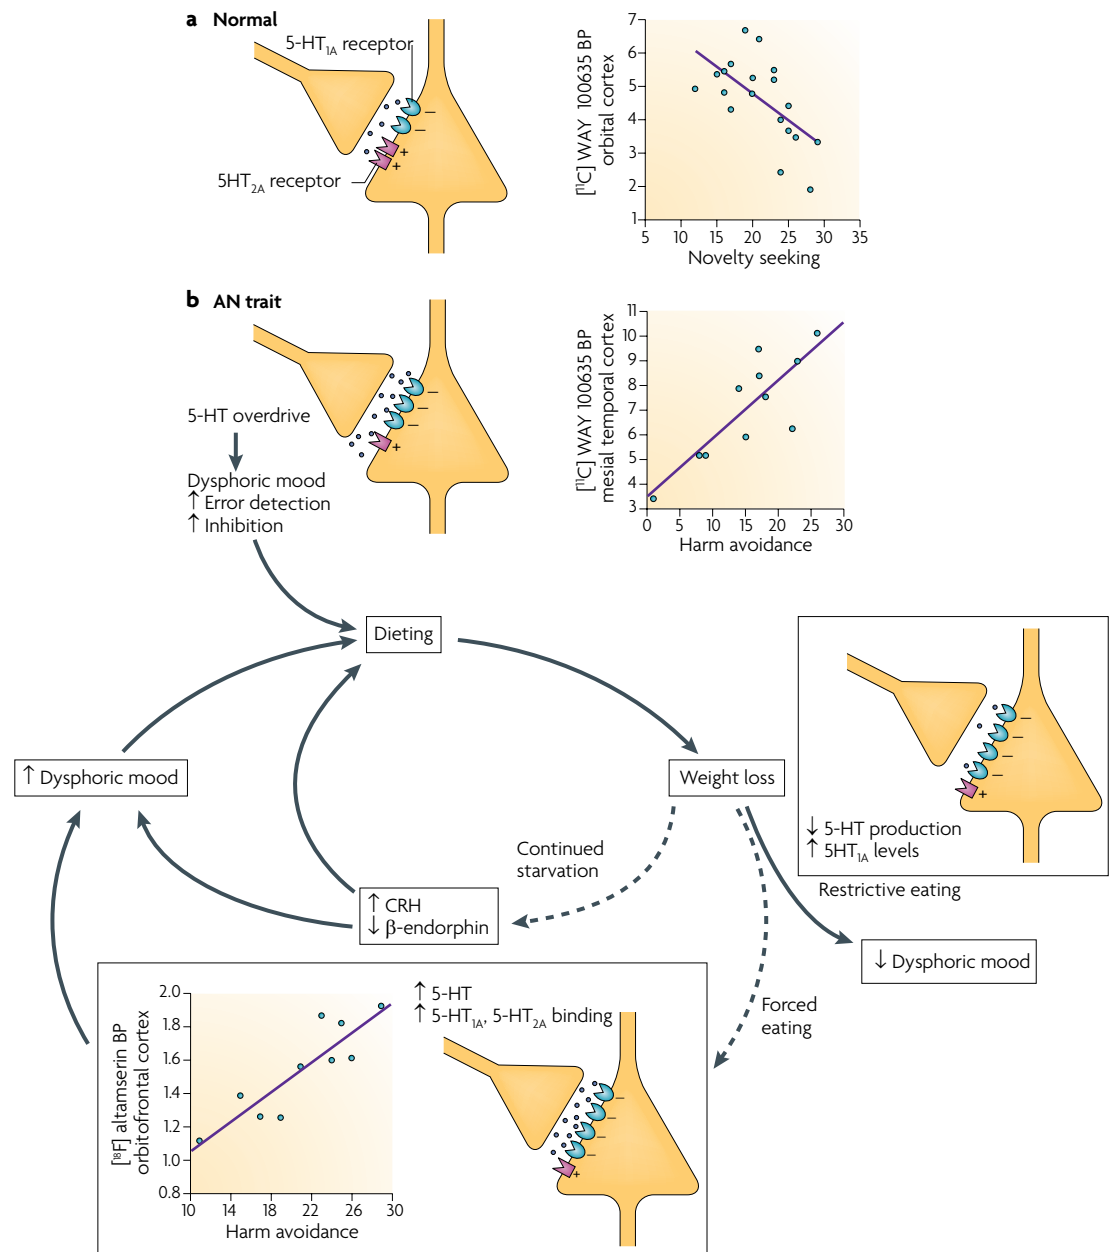 a Normal
5-HT1A receptor
5HT2A receptor
− − + +
[11C] WAY 100635 BP
orbital cortex
7
6
5
4
3
2
1
5 10 15 20 25 30 35
Novelty seeking
b AN trait
5-HT overdrive
Dysphoric mood
↑ Error detection
↑ Inhibition
− − − +
[11C] WAY 100635 BP
mesial temporal cortex
11
10
9
8
7
6
5
4
3
0 5 10 15 20 25 30
Harm avoidance
Dieting
↑ Dysphoric mood
Weight loss
− − − − +
↓ 5-HT production
↑ 5HT1A levels
Continued
starvation
Restrictive eating
↑ CRH
↓ β-endorphin
↓ Dysphoric mood
Forced
eating
[18F] altamserin BP
orbitofrontal cortex
2.0
1.8
1.6
1.4
1.2
1.0
0.8
10 14 18 22 26 30
Harm avoidance
↑ 5-HT
↑ 5-HT1A, 5-HT2A binding
− − − − +